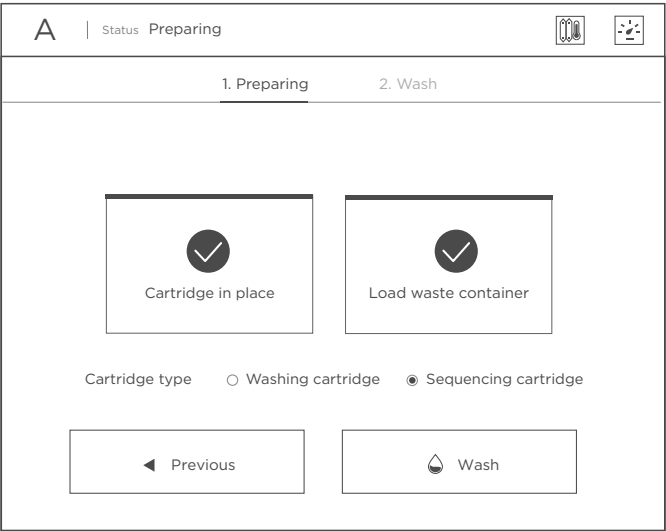 A Status Preparing
1. Preparing 2. Wash
Cartridge in place Load waste container
Cartridge type Washing cartridge Sequencing cartridge
Previous Wash